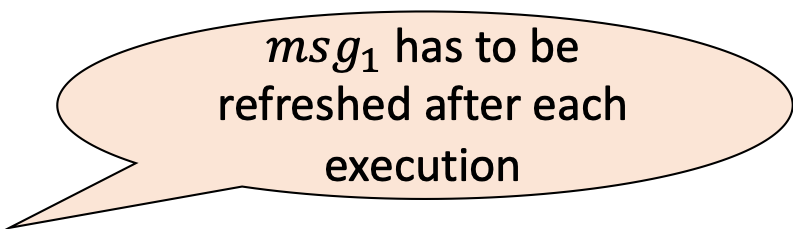 msg₁ has to be
refreshed after each
execution